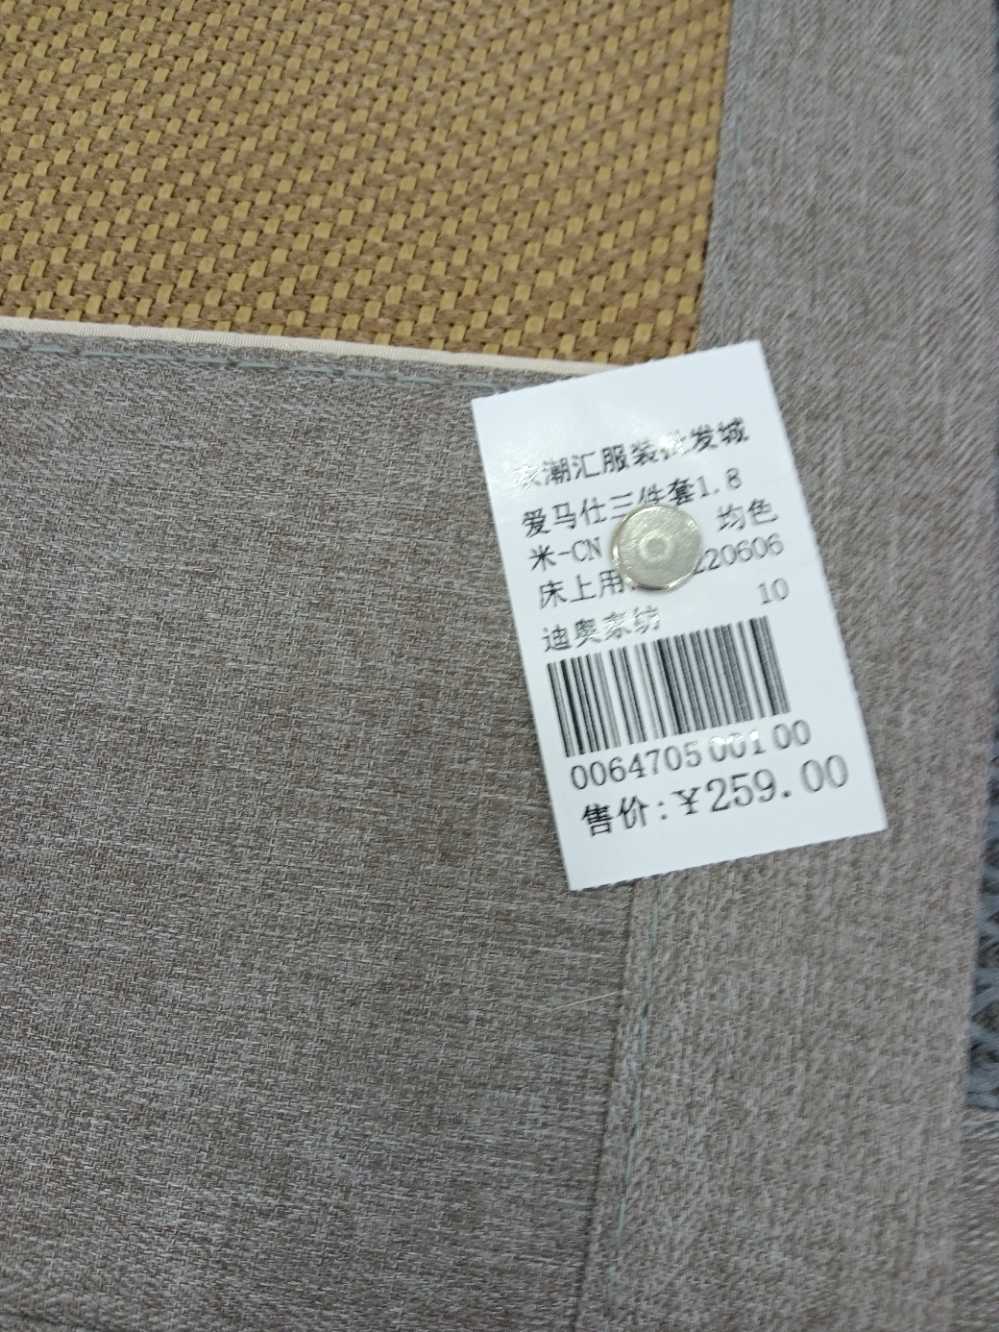 潮汇服装批发城
爱马仕三件套1.8
米-CN 均色
床上用 220606
迪奥家纺 10
0064705 001 00
售价:￥259.00